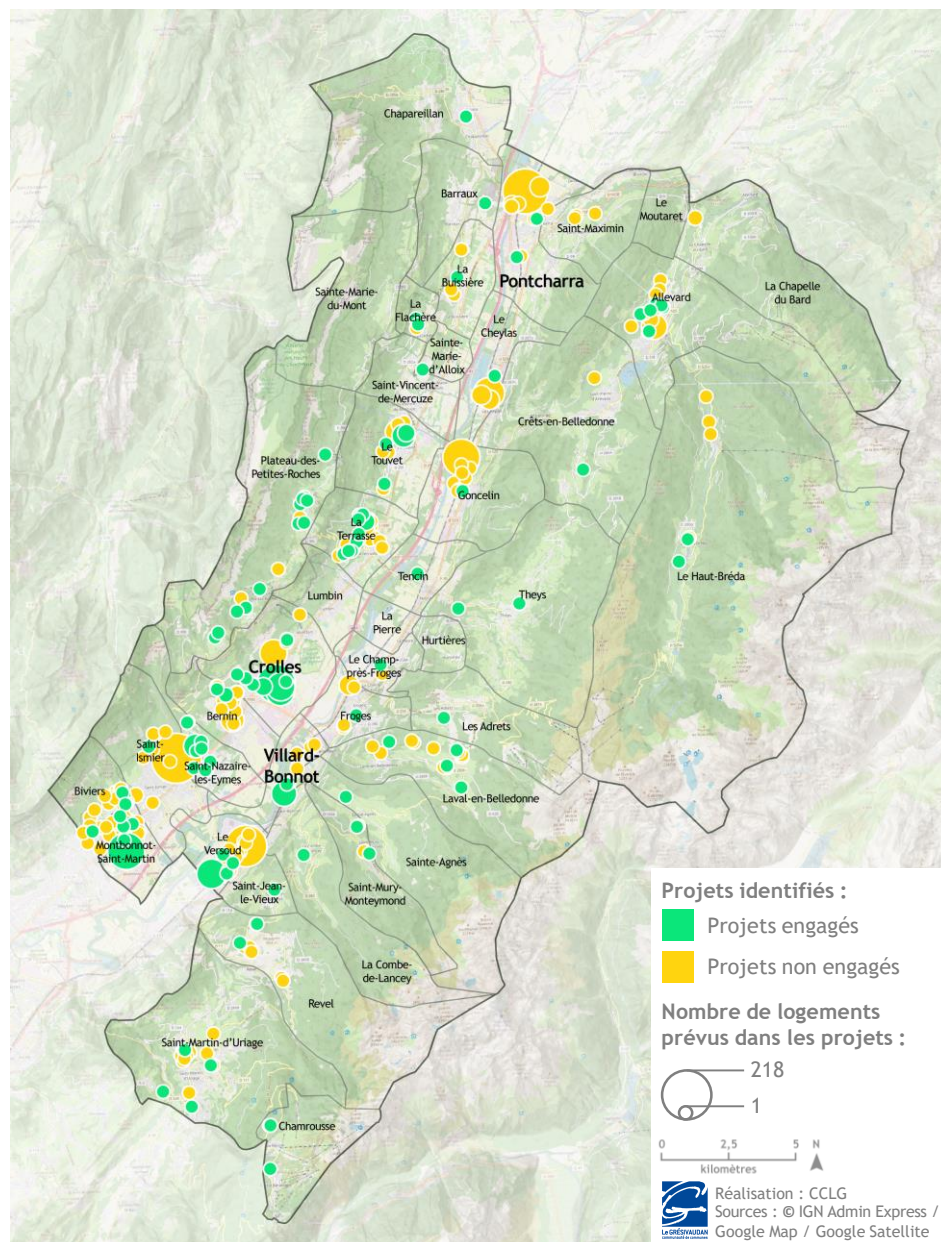 Chapareillan
Barraux
Le
Moutaret
Saint-Maximin
La
Buissière
Pontcharra
Sainte-Marie-
du-Mont
Allevard
La Chapelle
du Bard
La
Flachère
Le
Cheylas
Sainte-
Marie-
d'Alloix
Saint-Vincent-
de-Mercuze
Crêts-en-Belledonne
Le
Touvet
Plateau-des-
Petites-Roches
Goncelin
La
Terrasse
Tencin
Le Haut-Bréda
Lumbin
Theys
La
Pierre
Hurtières
Crolles
Le Champ-
près-Froges
Bernin
Froges
Les Adrets
Saint-
Ismier
Saint-Nazaire-
les-Eymes
Villard-
Bonnot
Biviers
Laval-en-Belledonne
Montbonnot-
Saint-Martin
Le
Versoud
Sainte-Agnès
Saint-Jean-
le-Vieux
Saint-Mury-
Monteymond
La Combe-
de-Lancey
Revel
Saint-Martin-d'Uriage
Chamrousse
Projets identifiés :
Projets engagés
Projets non engagés
Nombre de logements
prévus dans les projets :
218
1
0 2,5 5 N
kilomètres
Le GRÉSIVAUDAN
communauté de communes
Réalisation : CCLG
Sources : © IGN Admin Express /
Google Map / Google Satellite